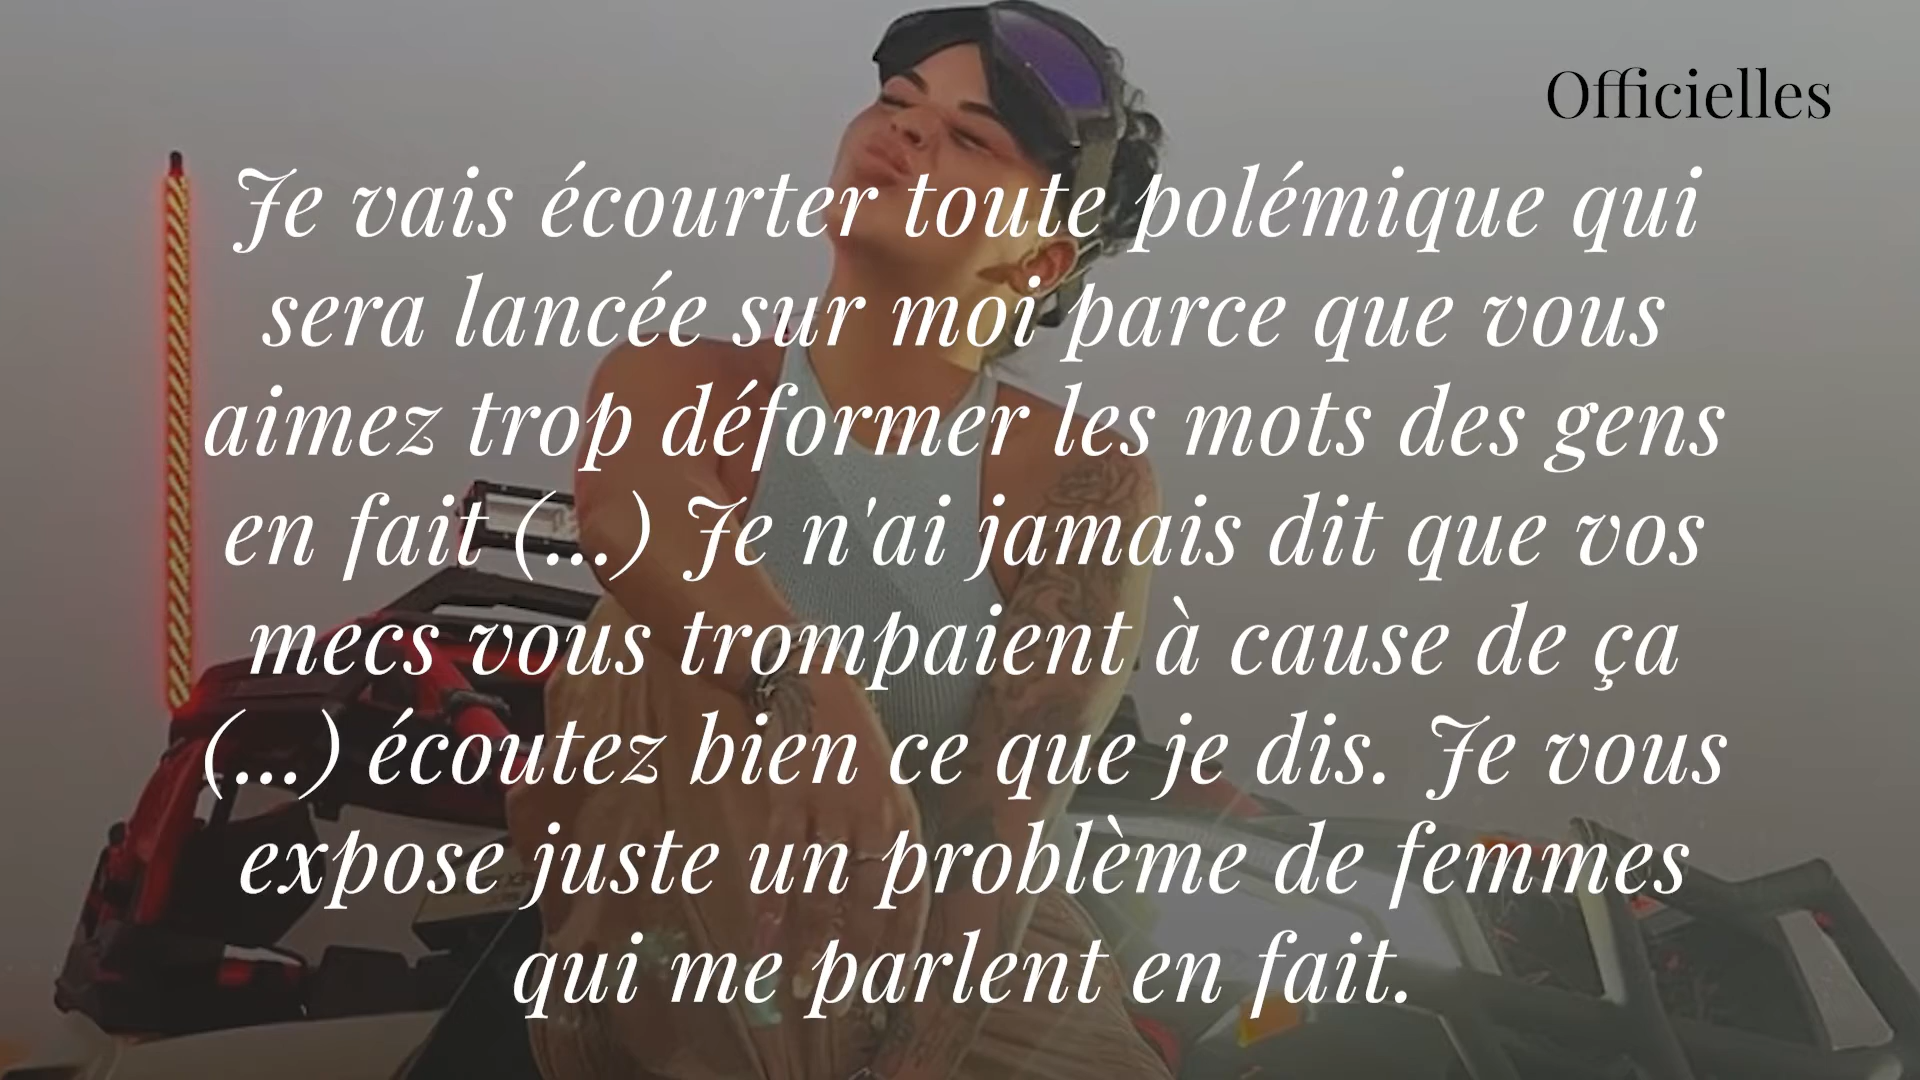 Officielles
Je vais écourter toute polémique qui
sera lancée sur moi parce que vous
aimez trop déformer les mots des gens
en fait (...) Je n'ai jamais dit que vos
mecs vous trompaient à cause de ça
(...) écoutez bien ce que je dis. Je vous
expose juste un problème de femmes
qui me parlent en fait.